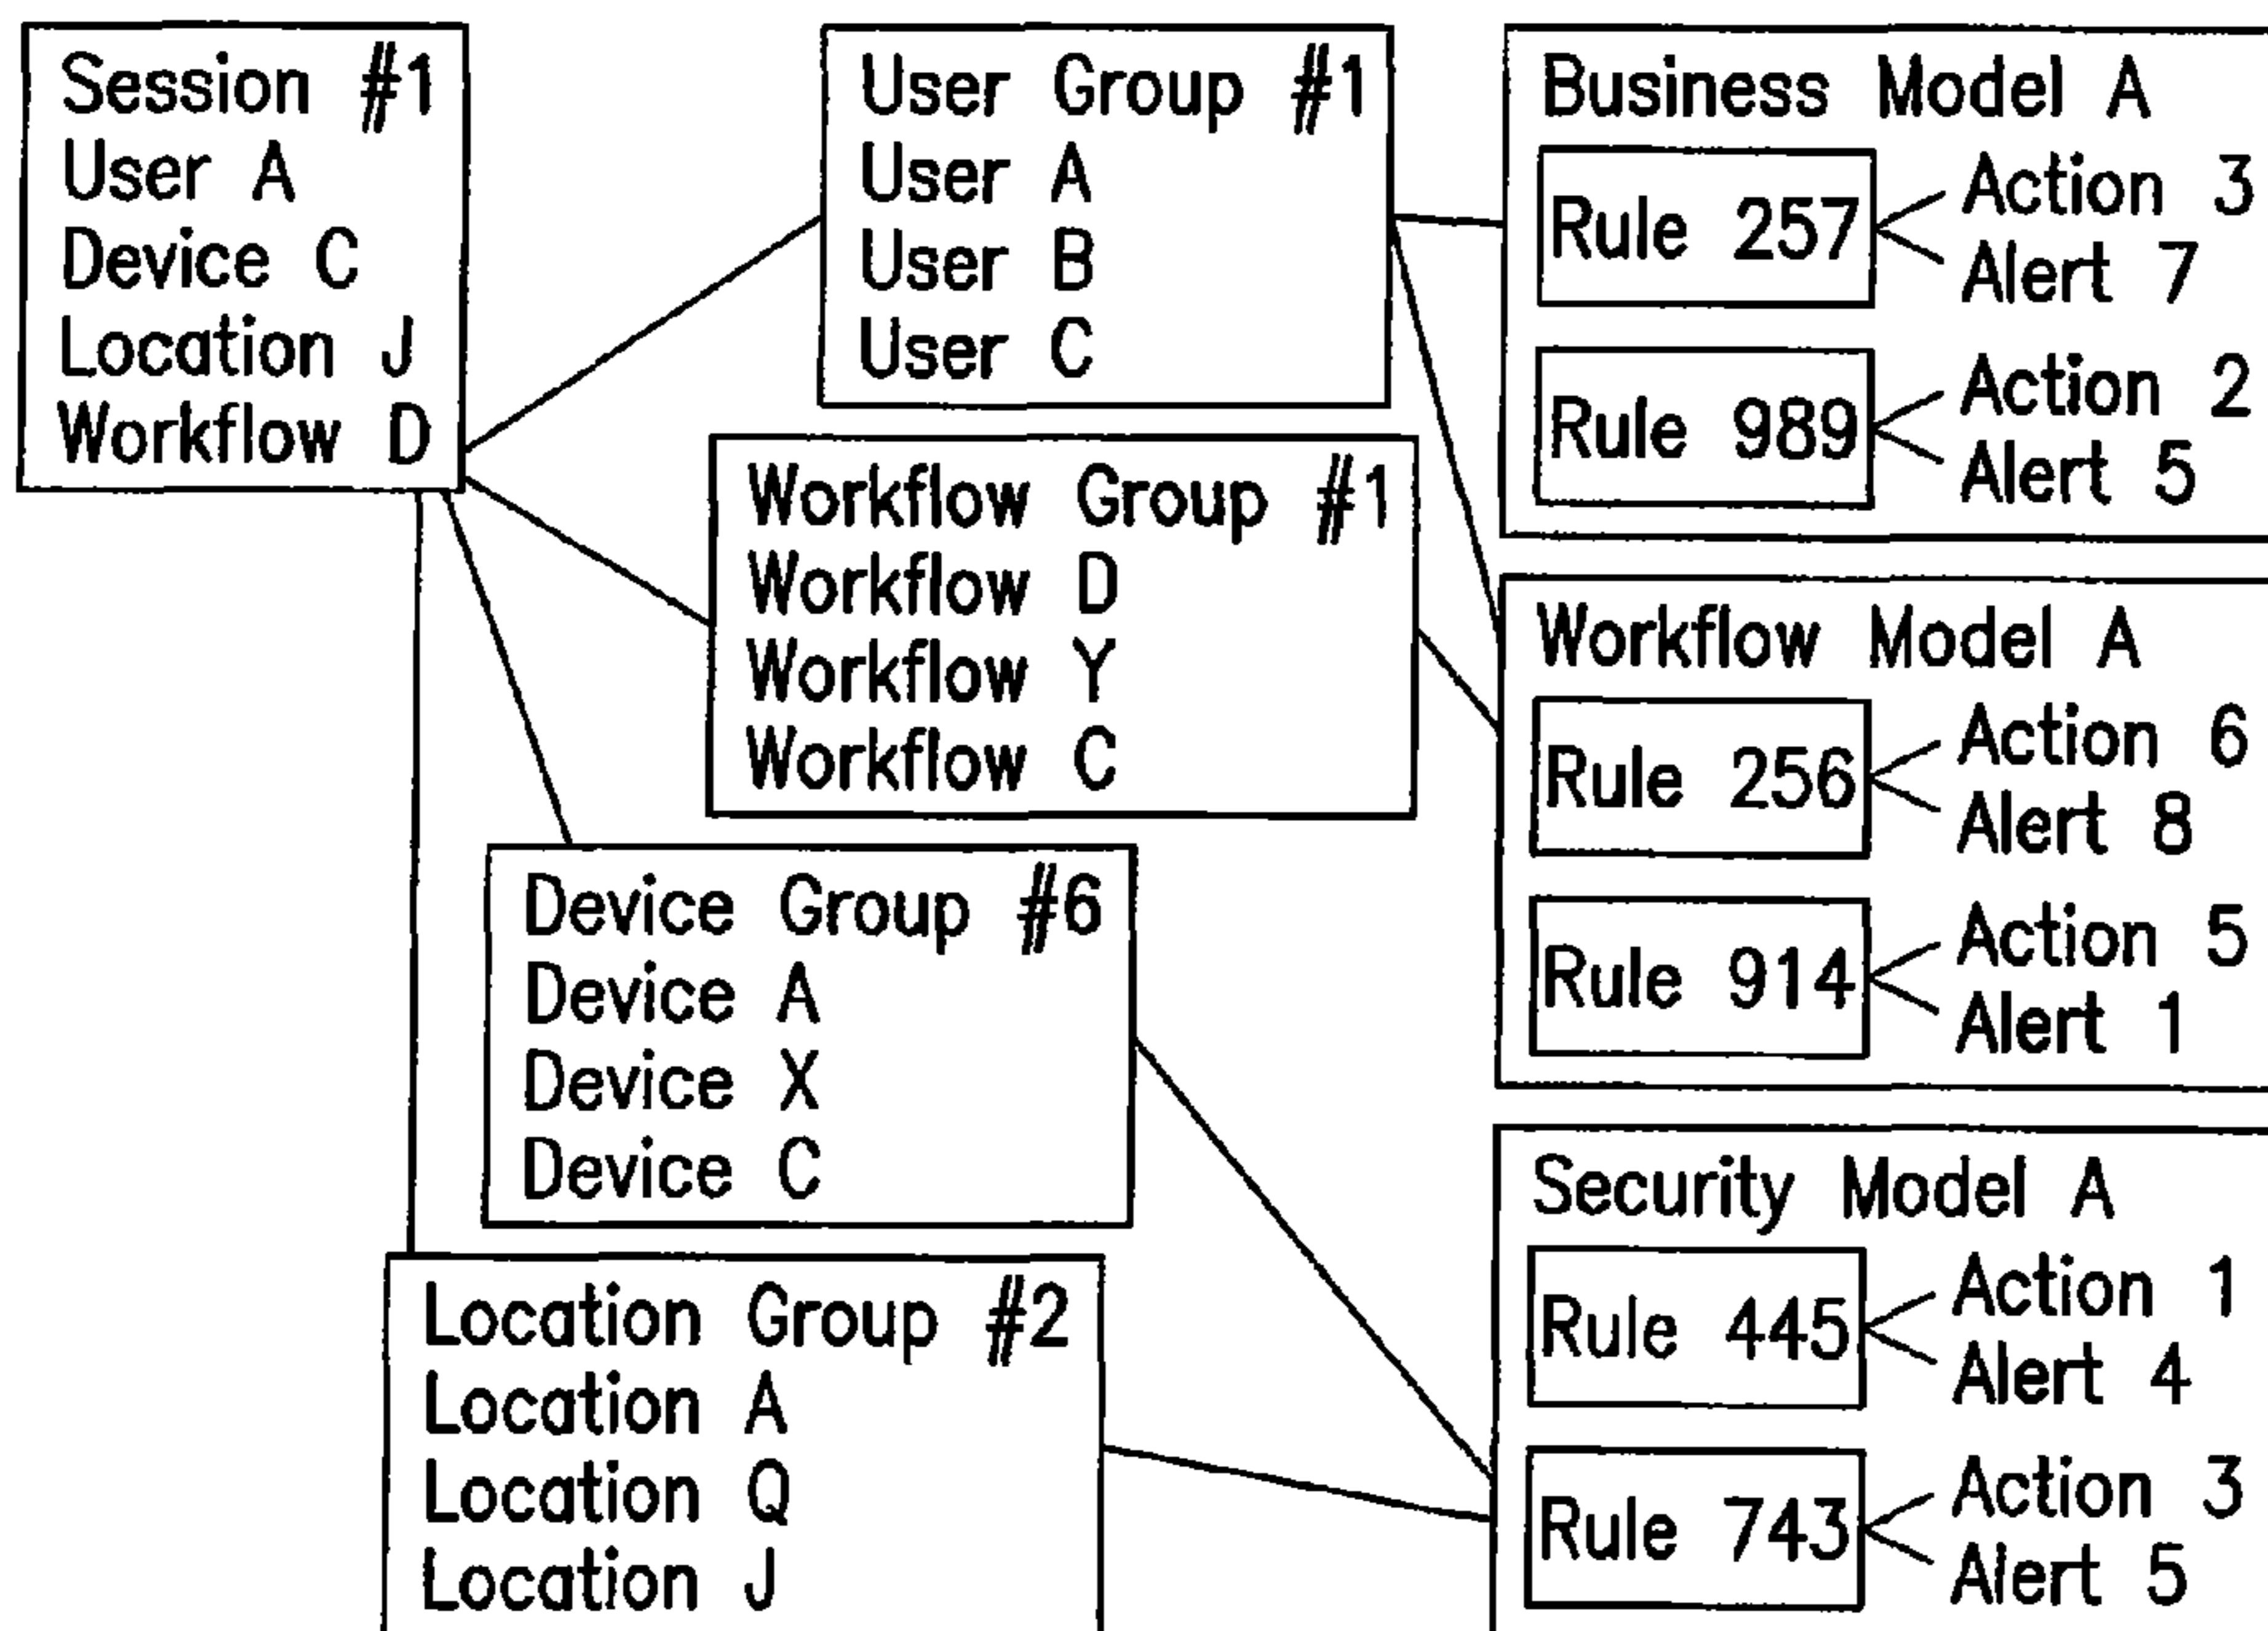 Session #1
User A
Device C
Location J
Workflow D
User Group #1
User A
User B
User C
Workflow Group #1
Workflow D
Workflow Y
Workflow C
Device Group #6
Device A
Device X
Device C
Location Group #2
Location A
Location Q
Location J
Business Model A
Rule 257
Action 3
Alert 7
Rule 989
Action 2
Alert 5
Workflow Model A
Rule 256
Action 6
Alert 8
Rule 914
Action 5
Alert 1
Security Model A
Rule 445
Action 1
Alert 4
Rule 743
Action 3
Alert 5